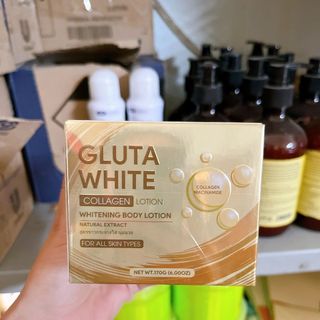 GLUTA
WHITE
COLLAGEN LOTION
WHITENING BODY LOTION
NATURAL EXTRACT
FOR ALL SKIN TYPES
COLLAGEN
NIACINAMIDE
NET WT.170G (6.00OZ)